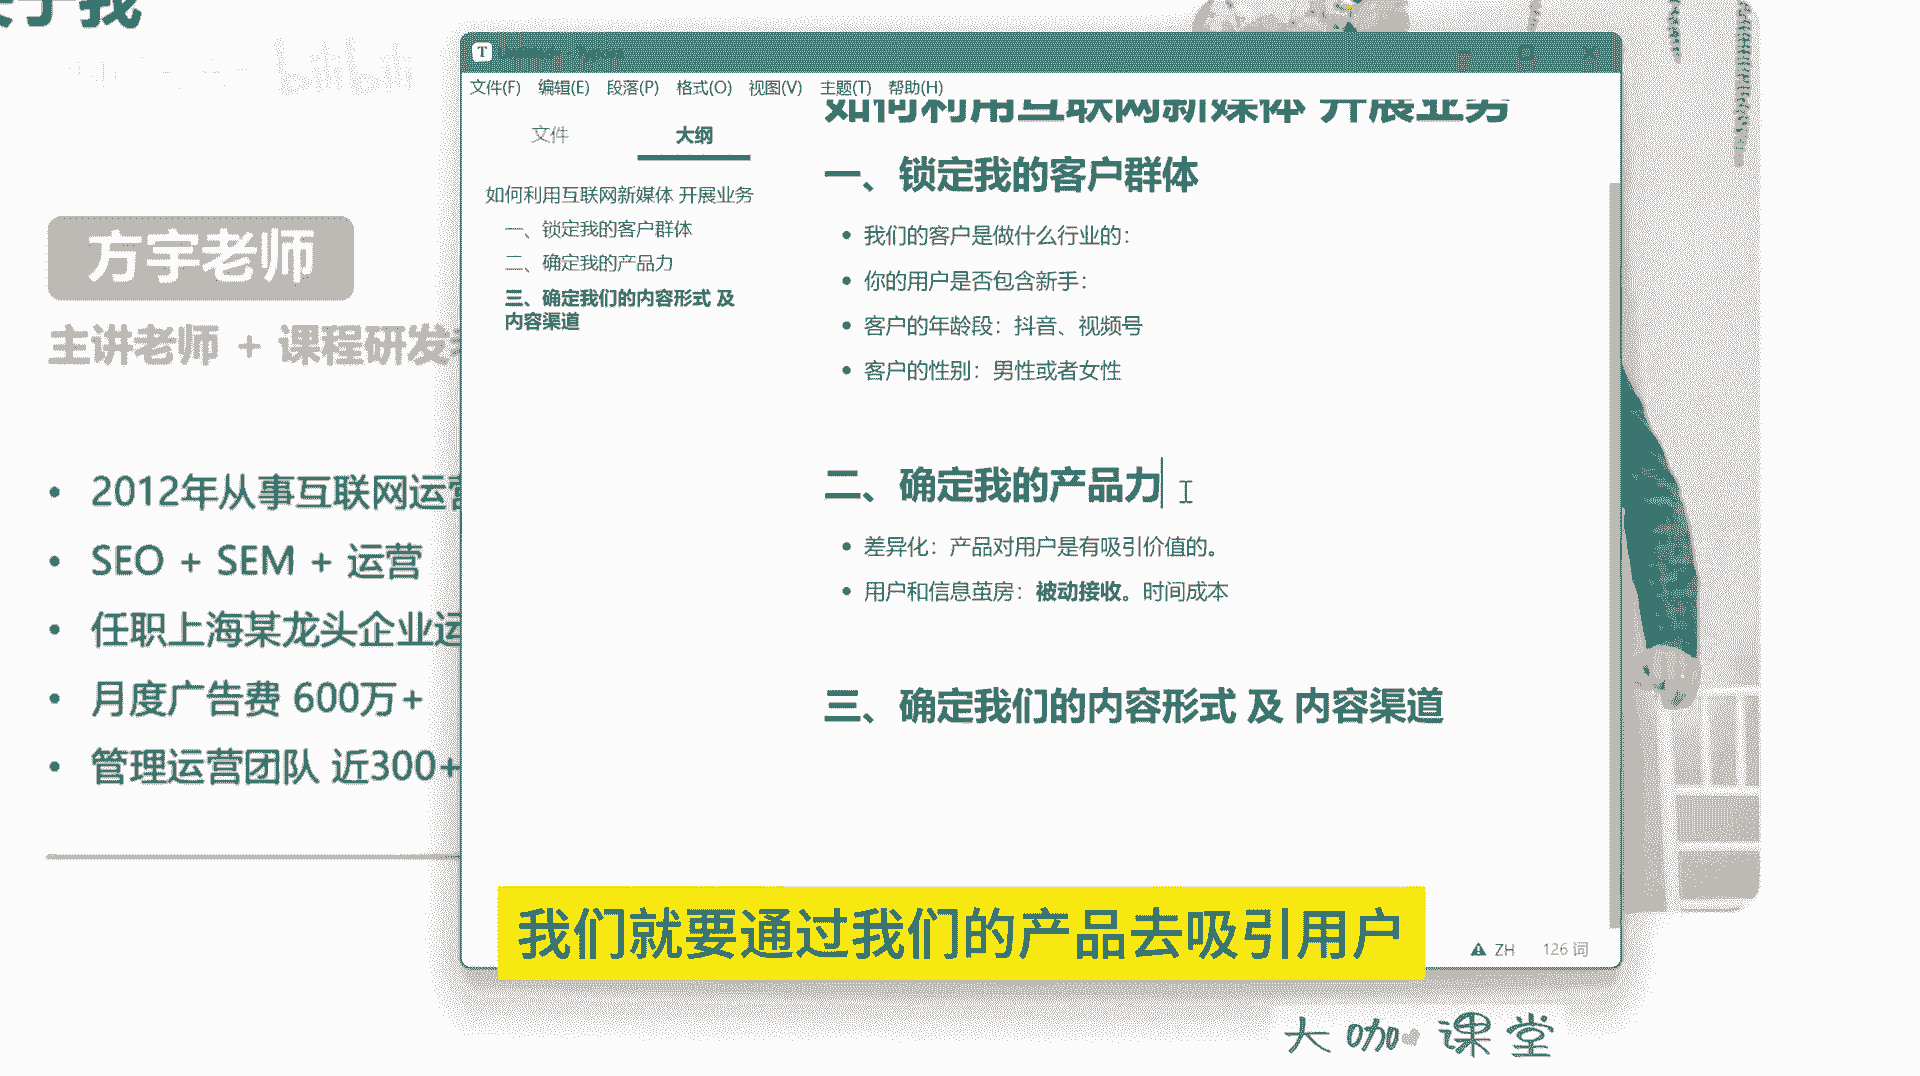 关于我
bilibili
方宇老师
主讲老师 + 课程研发
• 2012年从事互联网运营
• SEO + SEM + 运营
• 任职上海某龙头企业运
• 月度广告费 600万+
• 管理运营团队 近300+
T
文件(F) 编辑(E) 段落(P) 格式(O) 视图(V) 主题(T) 帮助(H)
文件 大纲
如何利用互联网新媒体 开展业务
一、锁定我的客户群体
二、确定我的产品力
三、确定我们的内容形式 及
内容渠道
如何利用互联网新媒体 开展业务
一、锁定我的客户群体
• 我们的客户是做什么行业的：
• 你的用户是否包含新手：
• 客户的年龄段：抖音、视频号
• 客户的性别：男性或者女性
二、确定我的产品力
• 差异化：产品对用户是有吸引价值的。
• 用户和信息茧房：被动接收。时间成本
三、确定我们的内容形式 及 内容渠道
我们就要通过我们的产品去吸引用户
ZH 126 词
大咖课堂